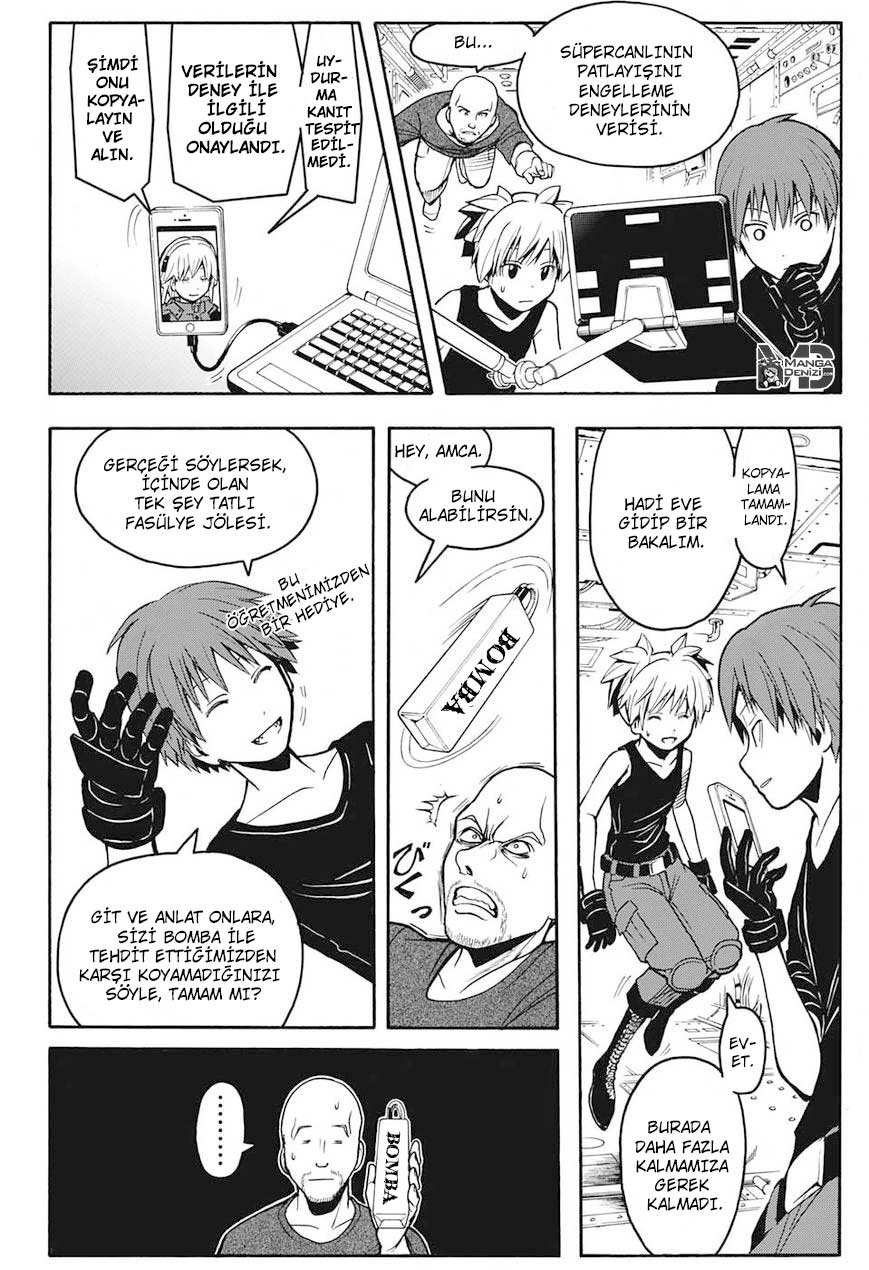 BU...
SÜPERCANLININ
PATLAYIŞINI
ENGELLEME
DENEYLERİNİN
VERİSİ.
UY-
DUR-
MA
KANIT
TESPİT
EDİL-
MEDİ.
VERİLERİN
DENEY İLE
İLGİLİ
OLDUĞU
ONAYLANDI.
ŞİMDİ
ONU
KOPYA-
LAYIN
VE
ALIN.
MANGA
DENİZİ.com
KOPYA-
LAMA
TAMAM-
LANDI.
HADİ EVE
GİDİP BİR
BAKALIM.
EV-
ET.
BURADA
DAHA FAZLA
KALMAMIZA
GEREK
KALMADI.
HEY, AMCA.
BUNU
ALABİLİRSİN.
BOMBA
びくっ
GERÇEĞİ SÖYLERSEK,
İÇİNDE OLAN
TEK ŞEY TATLI
FASÜLYE JÖLESİ.
BU
ÖĞRETMENİMİZDEN
BİR HEDİYE.
GİT VE ANLAT ONLARA,
SİZİ BOMBA İLE
TEHDİT ETTİĞİMİZDEN
KARŞI KOYAMADIĞINIZI
SÖYLE, TAMAM MI?
........
BOMBA